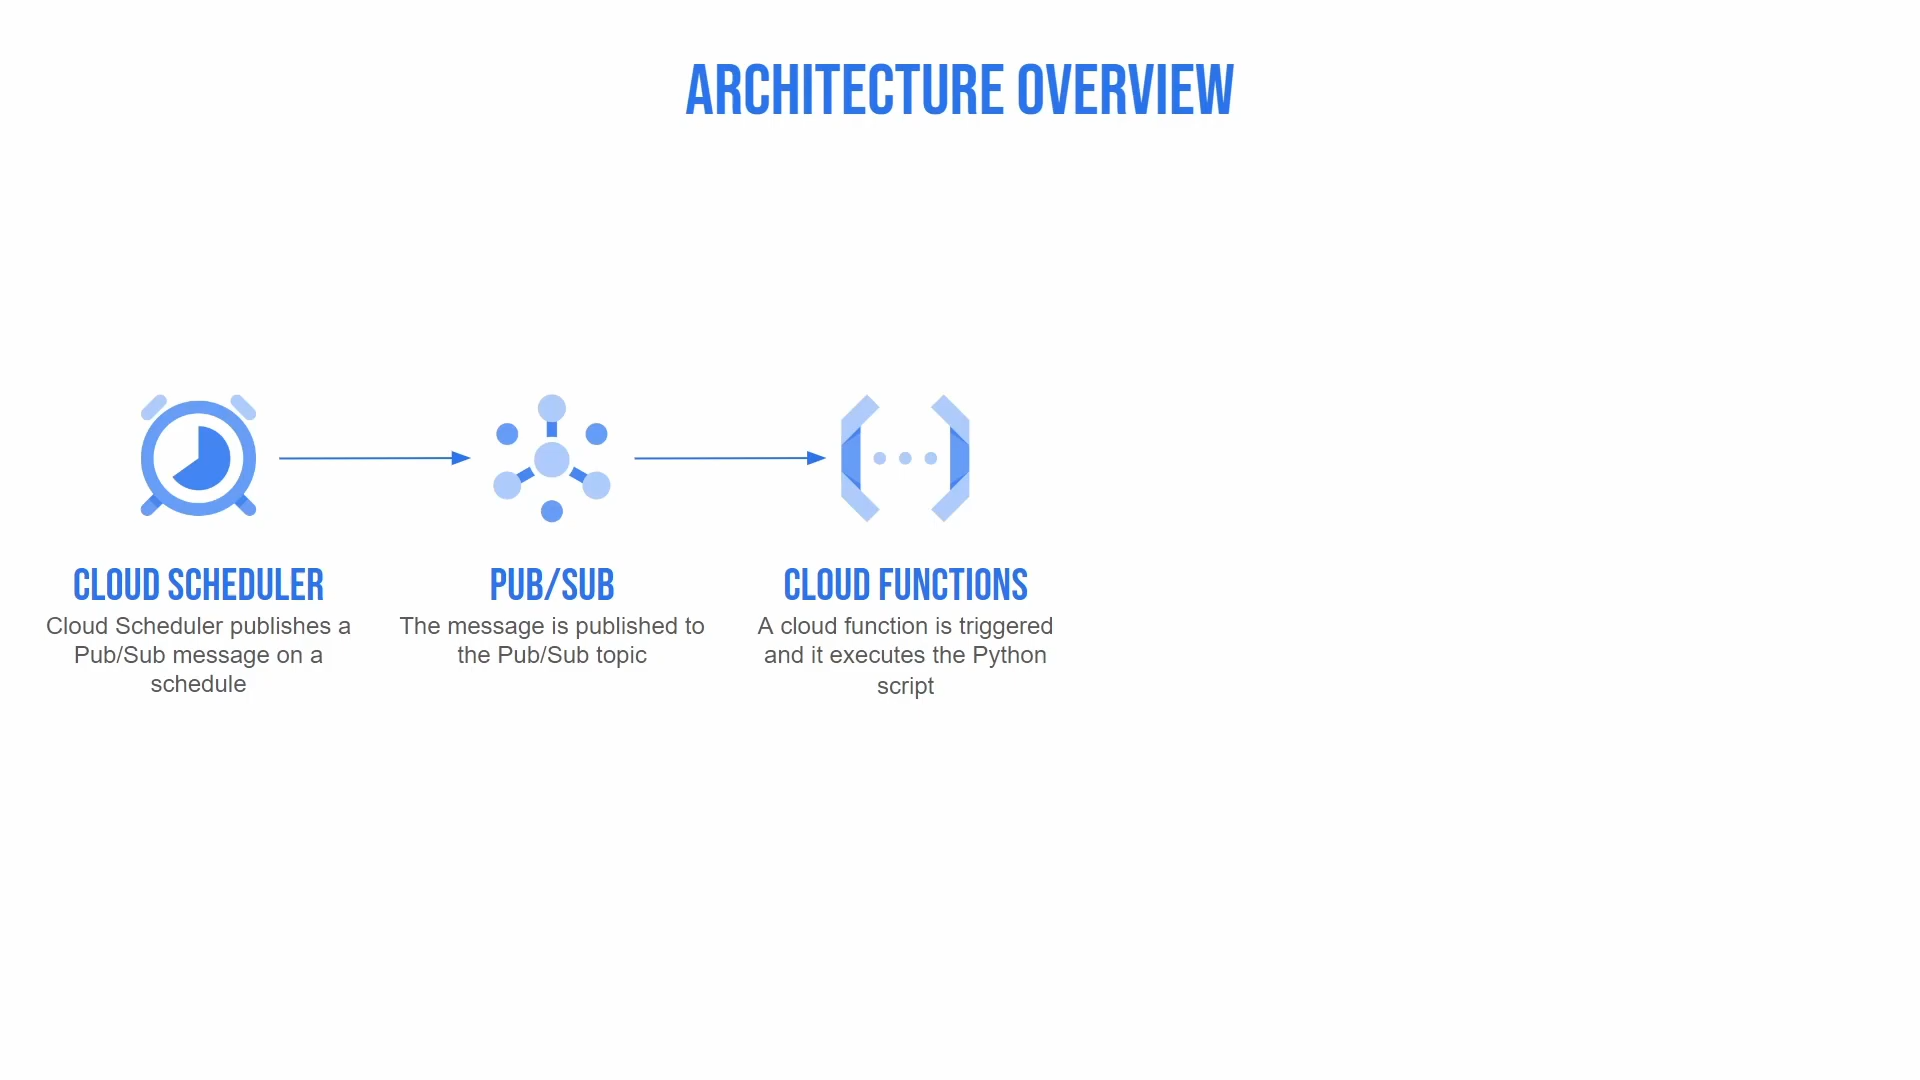 ARCHITECTURE OVERVIEW
CLOUD SCHEDULER
Cloud Scheduler publishes a
Pub/Sub message on a
schedule
PUB/SUB
The message is published to
the Pub/Sub topic
CLOUD FUNCTIONS
A cloud function is triggered
and it executes the Python
script